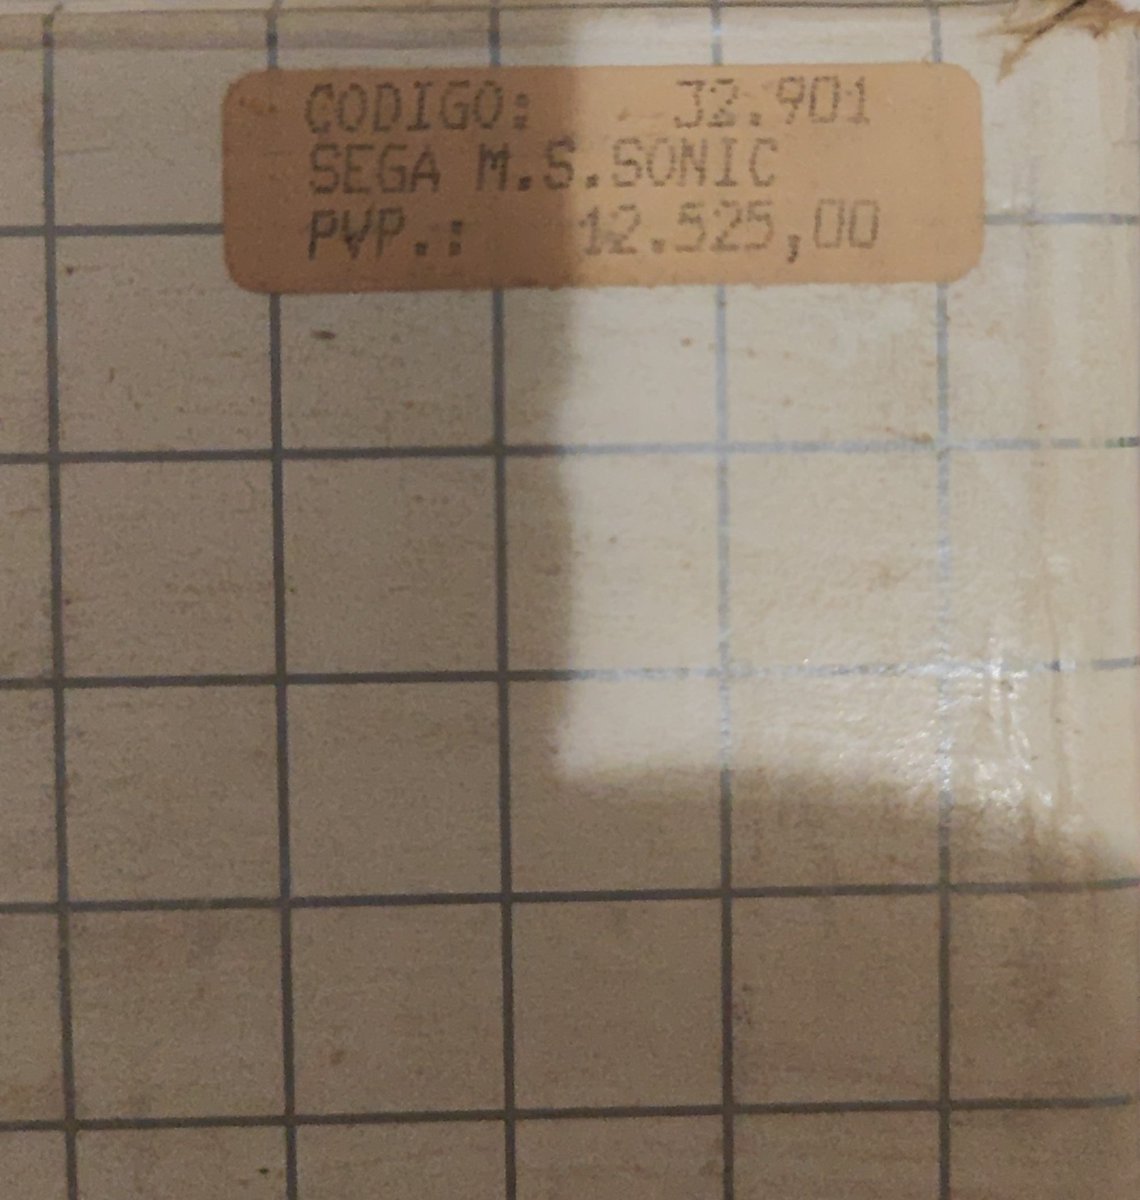 CODIGO: 32.901
SEGA M.S.SONIC
PVP.: 12.525,00